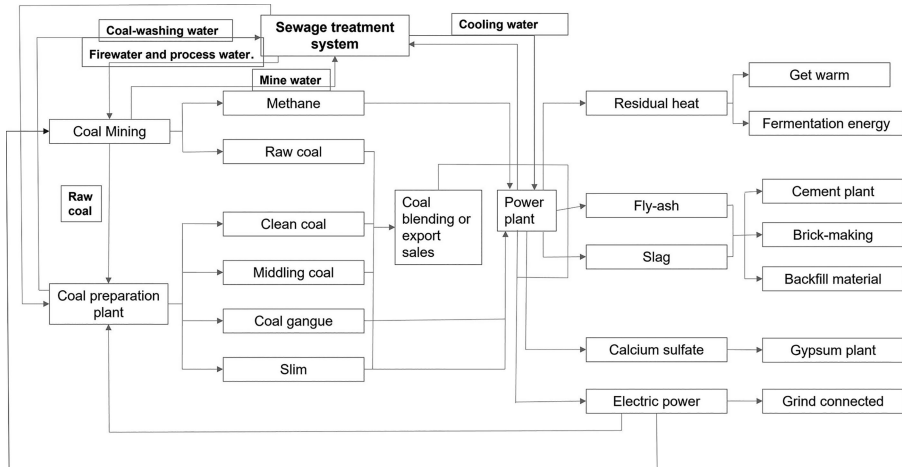 Coal-washing water
Sewage treatment
system
Cooling water
Firewater and process water.
Mine water
Get warm
Methane
Residual heat
Coal Mining
Fermentation energy
Raw coal
Raw
coal
Coal
blending or
export
sales
Power
plant
Cement plant
Fly-ash
Clean coal
Brick-making
Slag
Middling coal
Backfill material
Coal preparation
plant
Coal gangue
Calcium sulfate
Gypsum plant
Slim
Electric power
Grind connected